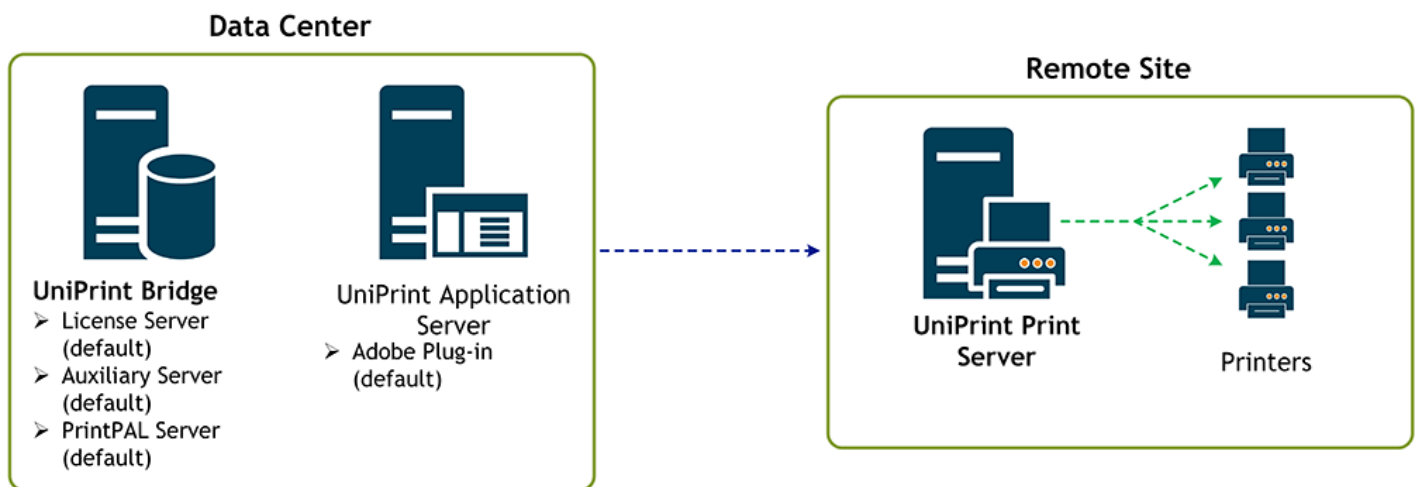 Data Center
UniPrint Bridge
➢ License Server
(default)
➢ Auxiliary Server
(default)
➢ PrintPAL Server
(default)
UniPrint Application
Server
➢ Adobe Plug-in
(default)
Remote Site
UniPrint Print
Server
Printers